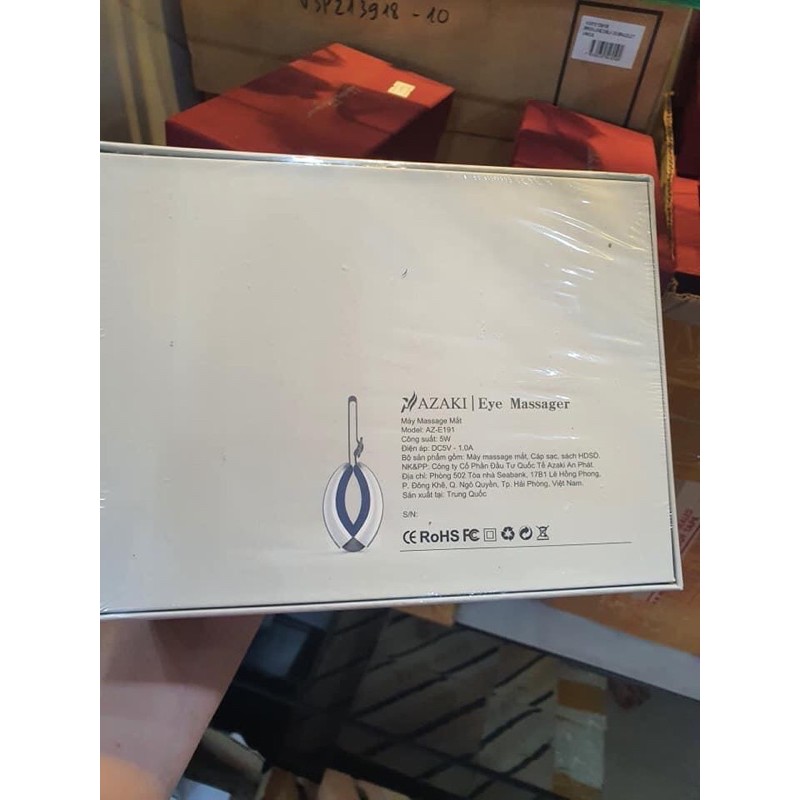 V3P213918-10
AZAKI | Eye Massager
Máy Massage Mắt
Model: AZ-E191
Công suất: 5W
Điện áp: DC5V - 1.0A
Bộ sản phẩm gồm: Máy massage mắt, Cáp sạc, sách HDSD.
NK&PP: Công ty Cổ Phần Đầu Tư Quốc Tế Azaki An Phát.
Địa chỉ: Phòng 502 Tòa nhà Seabank, 17B1 Lê Hồng Phong,
P. Đông Khê, Q. Ngô Quyền, Tp. Hải Phòng, Việt Nam.
Sản xuất tại: Trung Quốc
S/N:
CE RoHS FC